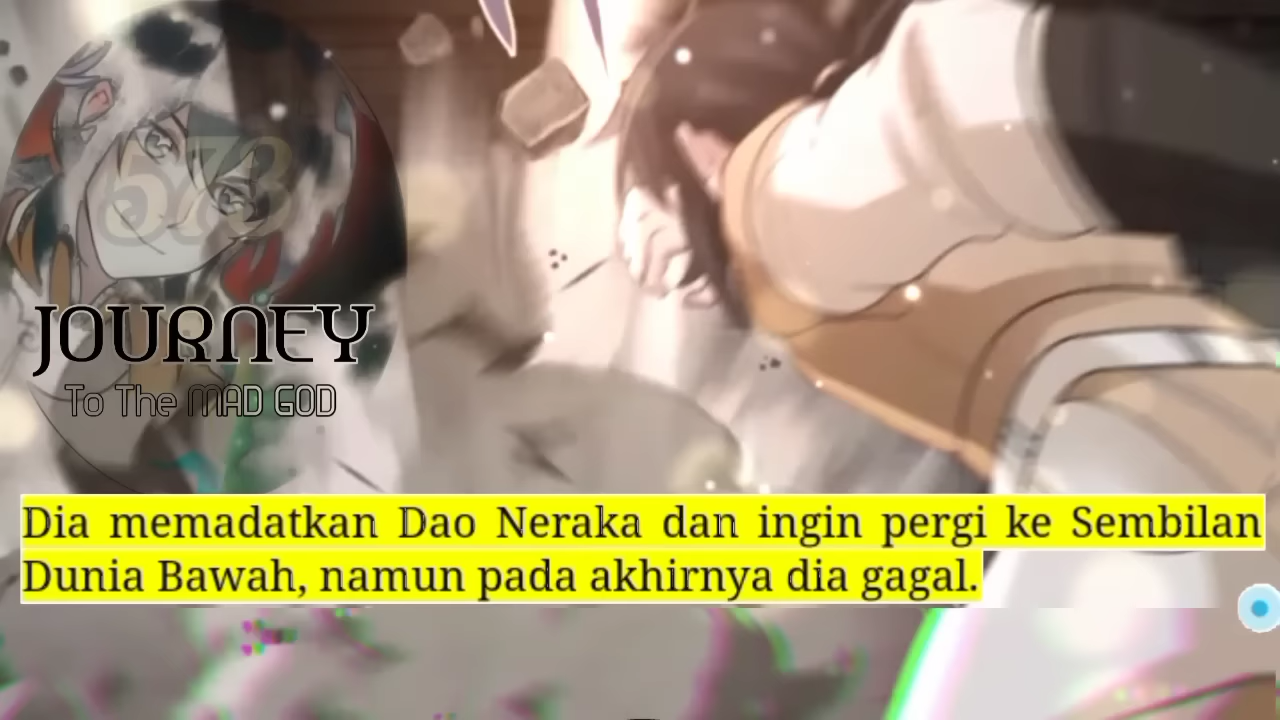 573
JOURNEY
To The MAD GOD
Dia memadatkan Dao Neraka dan ingin pergi ke Sembilan
Dunia Bawah, namun pada akhirnya dia gagal.